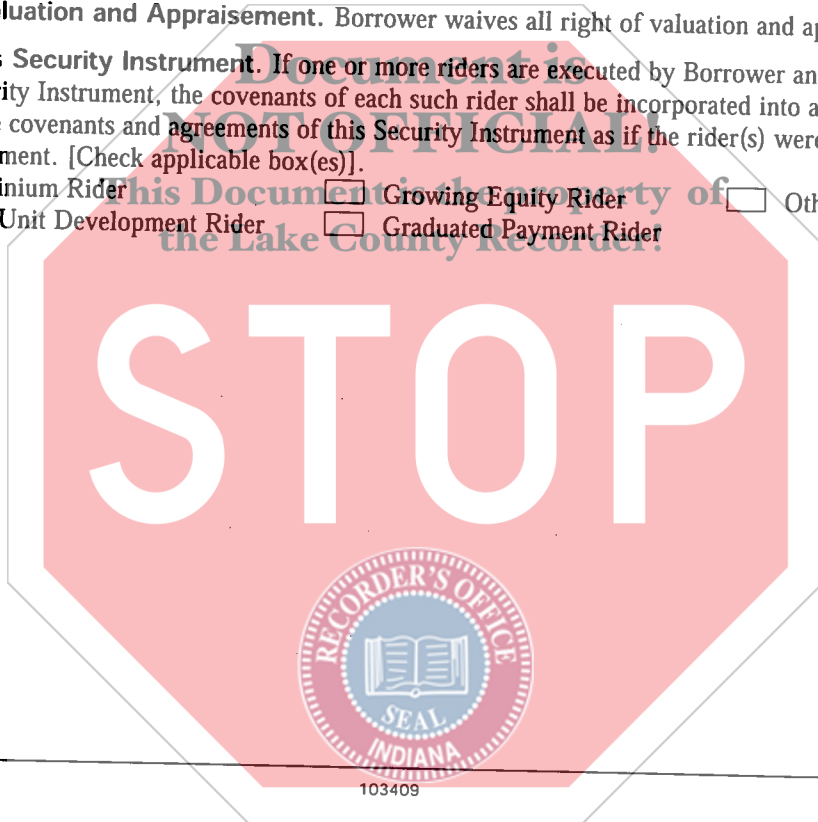 luation and Appraisement. Borrower waives all right of valuation and ap
s Security Instrument. If one or more riders are executed by Borrower an
Document is
rity Instrument, the covenants of each such rider shall be incorporated into a
e covenants and agreements of this Security Instrument as if the rider(s) were
NOT OFFICIAL!
ment. [Check applicable box(es)].
inium Rider Growing Equity Rider Oth
This Document is the property of
Unit Development Rider Graduated Payment Rider
the Lake County Recorder!
STOP
RECORDER'S OFFICE
SEAL
INDIANA
103409